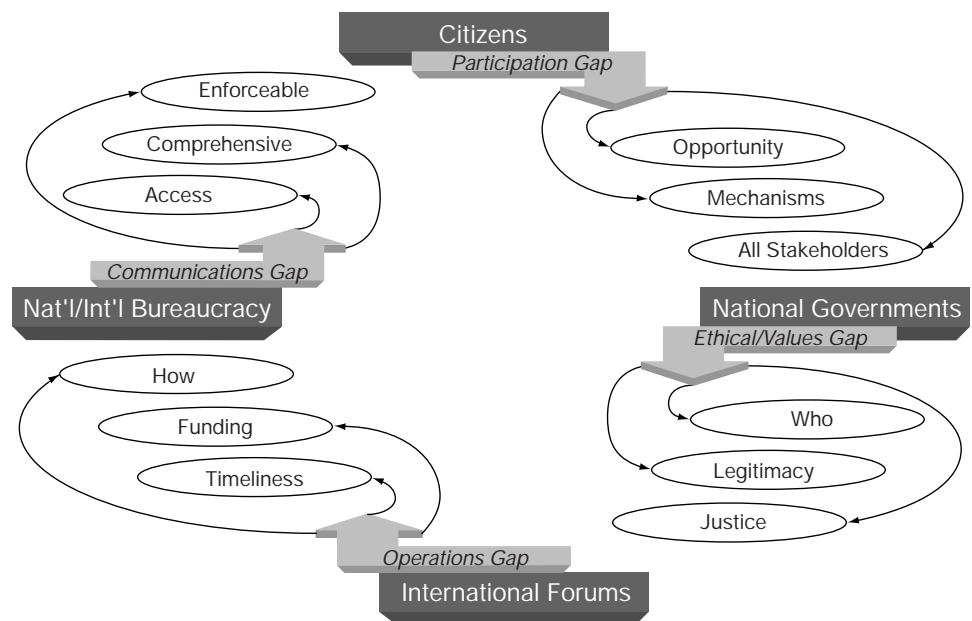 Citizens
Participation Gap
Enforceable
Comprehensive
Access
Opportunity
Mechanisms
All Stakeholders
Communications Gap
Nat'l/Int'l Bureaucracy
National Governments
Ethical/Values Gap
How
Funding
Timeliness
Who
Legitimacy
Justice
Operations Gap
International Forums